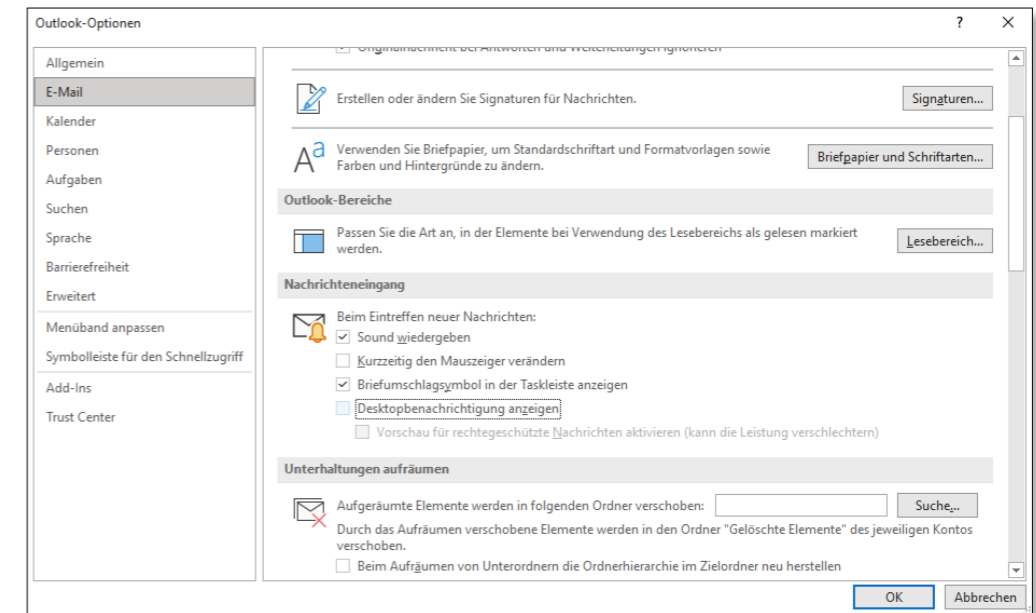 Outlook-Optionen
?
Allgemein
E-Mail
Kalender
Personen
Aufgaben
Suchen
Sprache
Barrierefreiheit
Erweitert
Menüband anpassen
Symbolleiste für den Schnellzugriff
Add-Ins
Trust Center
Originalnachricht bei Antworten und Weiterleitungen ignorieren
Erstellen oder ändern Sie Signaturen für Nachrichten.
Signaturen...
Verwenden Sie Briefpapier, um Standardschriftart und Formatvorlagen sowie
Farben und Hintergründe zu ändern.
Briefpapier und Schriftarten...
Outlook-Bereiche
Passen Sie die Art an, in der Elemente bei Verwendung des Lesebereichs als gelesen markiert
werden.
Lesebereich...
Nachrichteneingang
Beim Eintreffen neuer Nachrichten:
Sound wiedergeben
Kurzzeitig den Mauszeiger verändern
Briefumschlagsymbol in der Taskleiste anzeigen
Desktopbenachrichtigung anzeigen
Vorschau für rechtegeschützte Nachrichten aktivieren (kann die Leistung verschlechtern)
Unterhaltungen aufräumen
Aufgeräumte Elemente werden in folgenden Ordner verschoben:
Suche...
Durch das Aufräumen verschobene Elemente werden in den Ordner "Gelöschte Elemente" des jeweiligen Kontos
verschoben.
Beim Aufräumen von Unterordnern die Ordnerhierarchie im Zielordner neu herstellen
OK
Abbrechen